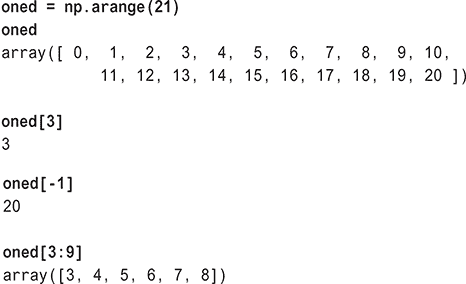 oned = np.arange(21)
oned
array([ 0, 1, 2, 3, 4, 5, 6, 7, 8, 9, 10,
11, 12, 13, 14, 15, 16, 17, 18, 19, 20 ])
oned[3]
3
oned[-1]
20
oned[3:9]
array([3, 4, 5, 6, 7, 8])